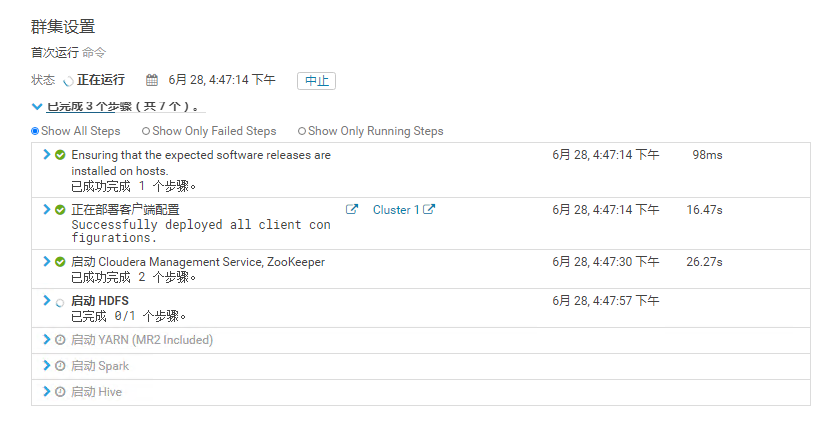 群集设置
首次运行 命令
状态 正在运行 6月 28, 4:47:14 下午 中止
已完成 3 个步骤（共 7 个）。
Show All Steps Show Only Failed Steps Show Only Running Steps
Ensuring that the expected software releases are 6月 28, 4:47:14 下午 98ms
installed on hosts.
已成功完成 1 个步骤。
正在部署客户端配置 Cluster 1 6月 28, 4:47:14 下午 16.47s
Successfully deployed all client con
figurations.
启动 Cloudera Management Service, ZooKeeper 6月 28, 4:47:30 下午 26.27s
已成功完成 2 个步骤。
启动 HDFS 6月 28, 4:47:57 下午
已完成 0/1 个步骤。
启动 YARN (MR2 Included)
启动 Spark
启动 Hive